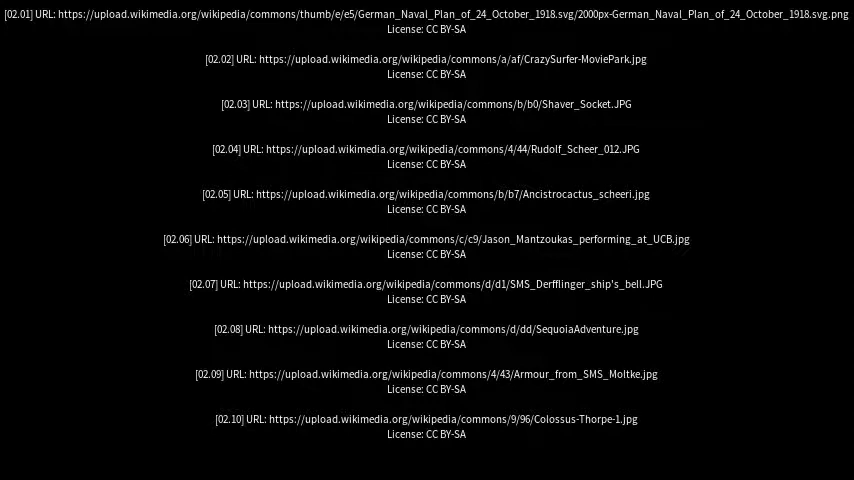 [02.01] URL: https://upload.wikimedia.org/wikipedia/commons/thumb/e/e5/German_Naval_Plan_of_24_October_1918.svg/2000px-German_Naval_Plan_of_24_October_1918.svg.png
License: CC BY-SA
[02.02] URL: https://upload.wikimedia.org/wikipedia/commons/a/af/CrazySurfer-MoviePark.jpg
License: CC BY-SA
[02.03] URL: https://upload.wikimedia.org/wikipedia/commons/b/b0/Shaver_Socket.JPG
License: CC BY-SA
[02.04] URL: https://upload.wikimedia.org/wikipedia/commons/4/44/Rudolf_Scheer_012.JPG
License: CC BY-SA
[02.05] URL: https://upload.wikimedia.org/wikipedia/commons/b/b7/Ancistrocactus_scheeri.jpg
License: CC BY-SA
[02.06] URL: https://upload.wikimedia.org/wikipedia/commons/c/c9/Jason_Mantzoukas_performing_at_UCB.jpg
License: CC BY-SA
[02.07] URL: https://upload.wikimedia.org/wikipedia/commons/d/d1/SMS_Derfflinger_ship's_bell.JPG
License: CC BY-SA
[02.08] URL: https://upload.wikimedia.org/wikipedia/commons/d/dd/SequoiaAdventure.jpg
License: CC BY-SA
[02.09] URL: https://upload.wikimedia.org/wikipedia/commons/4/43/Armour_from_SMS_Moltke.jpg
License: CC BY-SA
[02.10] URL: https://upload.wikimedia.org/wikipedia/commons/9/96/Colossus-Thorpe-1.jpg
License: CC BY-SA